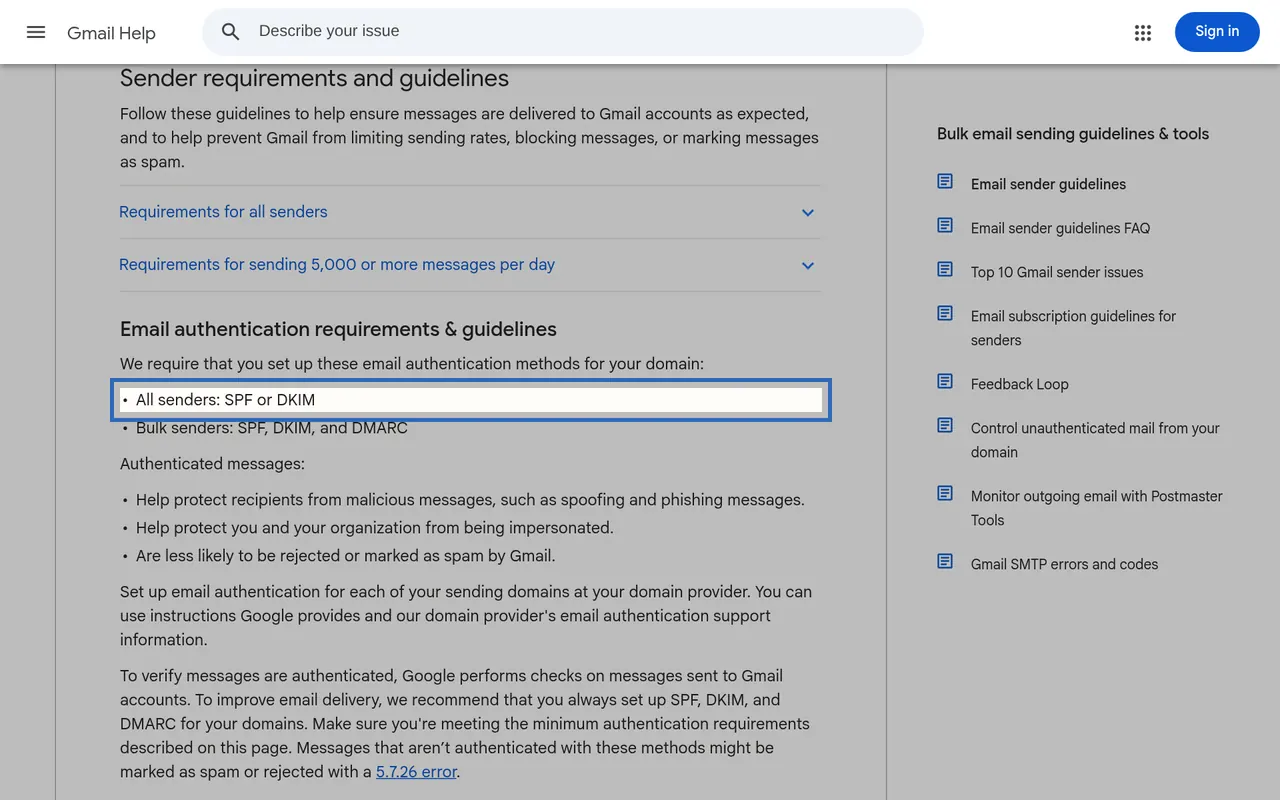 Gmail Help
Describe your issue
Sign in
Sender requirements and guidelines
Follow these guidelines to help ensure messages are delivered to Gmail accounts as expected,
and to help prevent Gmail from limiting sending rates, blocking messages, or marking messages
as spam.
Requirements for all senders
Requirements for sending 5,000 or more messages per day
Email authentication requirements & guidelines
We require that you set up these email authentication methods for your domain:
• All senders: SPF or DKIM
• Bulk senders: SPF, DKIM, and DMARC
Authenticated messages:
• Help protect recipients from malicious messages, such as spoofing and phishing messages.
• Help protect you and your organization from being impersonated.
• Are less likely to be rejected or marked as spam by Gmail.
Set up email authentication for each of your sending domains at your domain provider. You can
use instructions Google provides and our domain provider's email authentication support
information.
To verify messages are authenticated, Google performs checks on messages sent to Gmail
accounts. To improve email delivery, we recommend that you always set up SPF, DKIM, and
DMARC for your domains. Make sure you're meeting the minimum authentication requirements
described on this page. Messages that aren’t authenticated with these methods might be
marked as spam or rejected with a 5.7.26 error.
Bulk email sending guidelines & tools
Email sender guidelines
Email sender guidelines FAQ
Top 10 Gmail sender issues
Email subscription guidelines for
senders
Feedback Loop
Control unauthenticated mail from your
domain
Monitor outgoing email with Postmaster
Tools
Gmail SMTP errors and codes